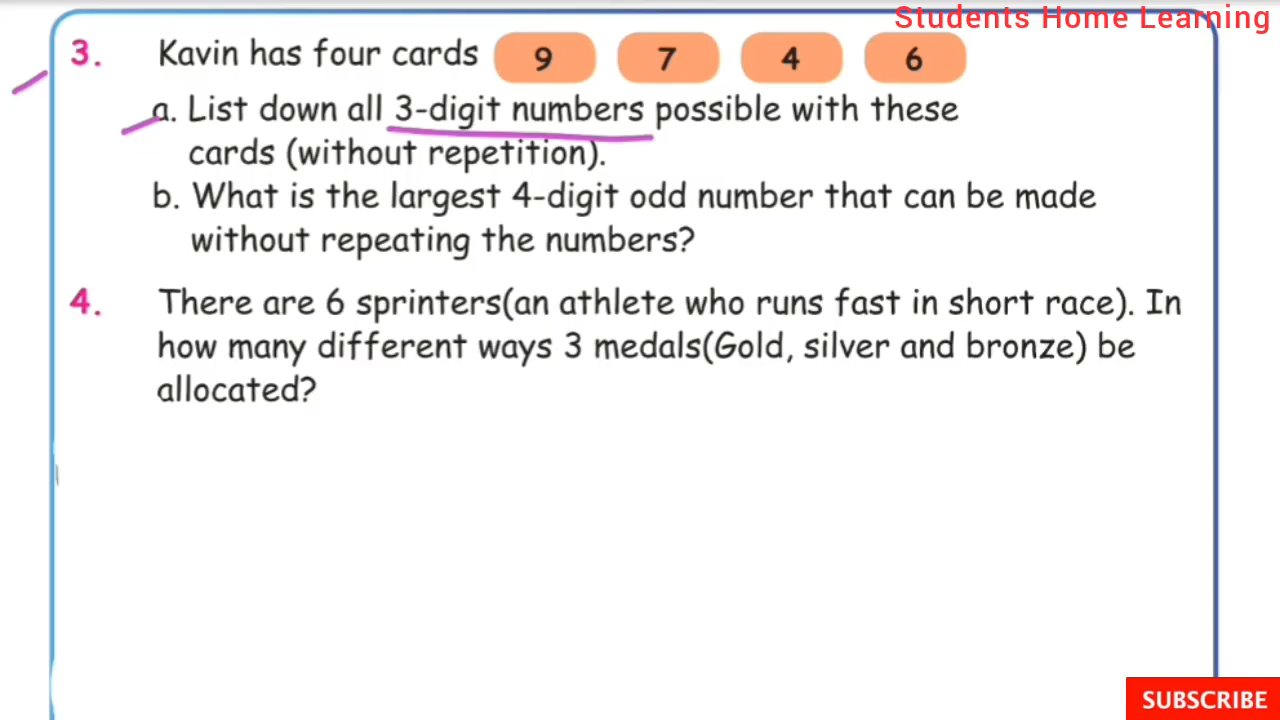 Students Home Learning
3. Kavin has four cards 9 7 4 6
a. List down all 3-digit numbers possible with these
cards (without repetition).
b. What is the largest 4-digit odd number that can be made
without repeating the numbers?
4. There are 6 sprinters(an athlete who runs fast in short race). In
how many different ways 3 medals(Gold, silver and bronze) be
allocated?
SUBSCRIBE